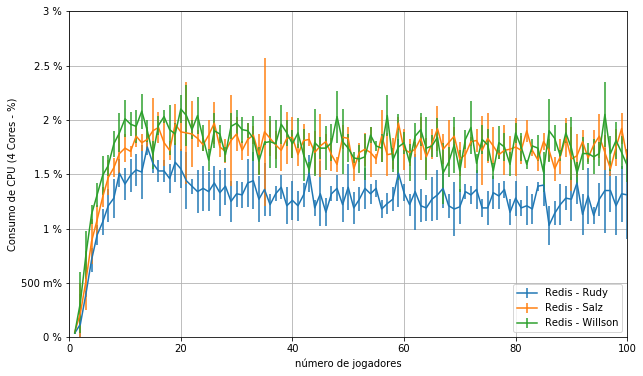 3 %
2.5 %
2 %
1.5 %
1 %
500 m%
0 %
Consumo de CPU (4 Cores - %)
0 20 40 60 80 100
número de jogadores
Redis - Rudy
Redis - Salz
Redis - Willson